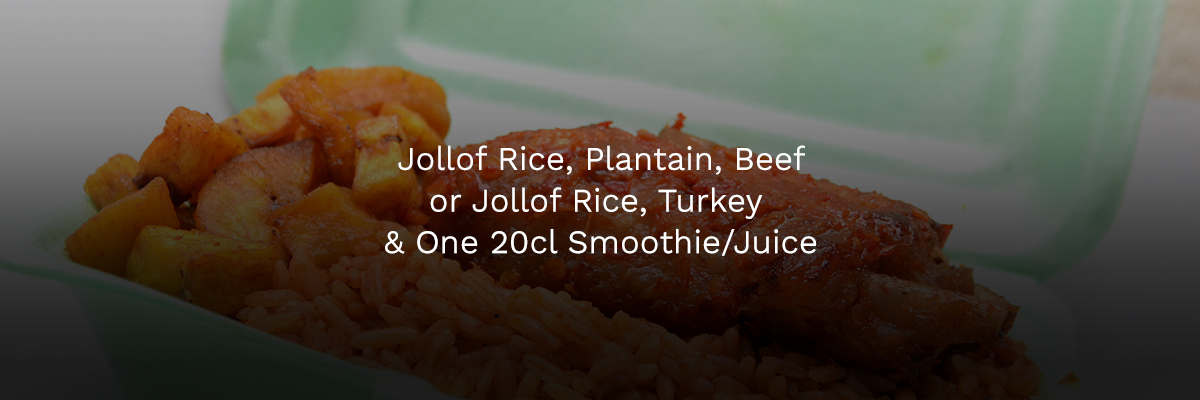 Jollof Rice, Plantain, Beef
or Jollof Rice, Turkey
& One 20cl Smoothie/Juice